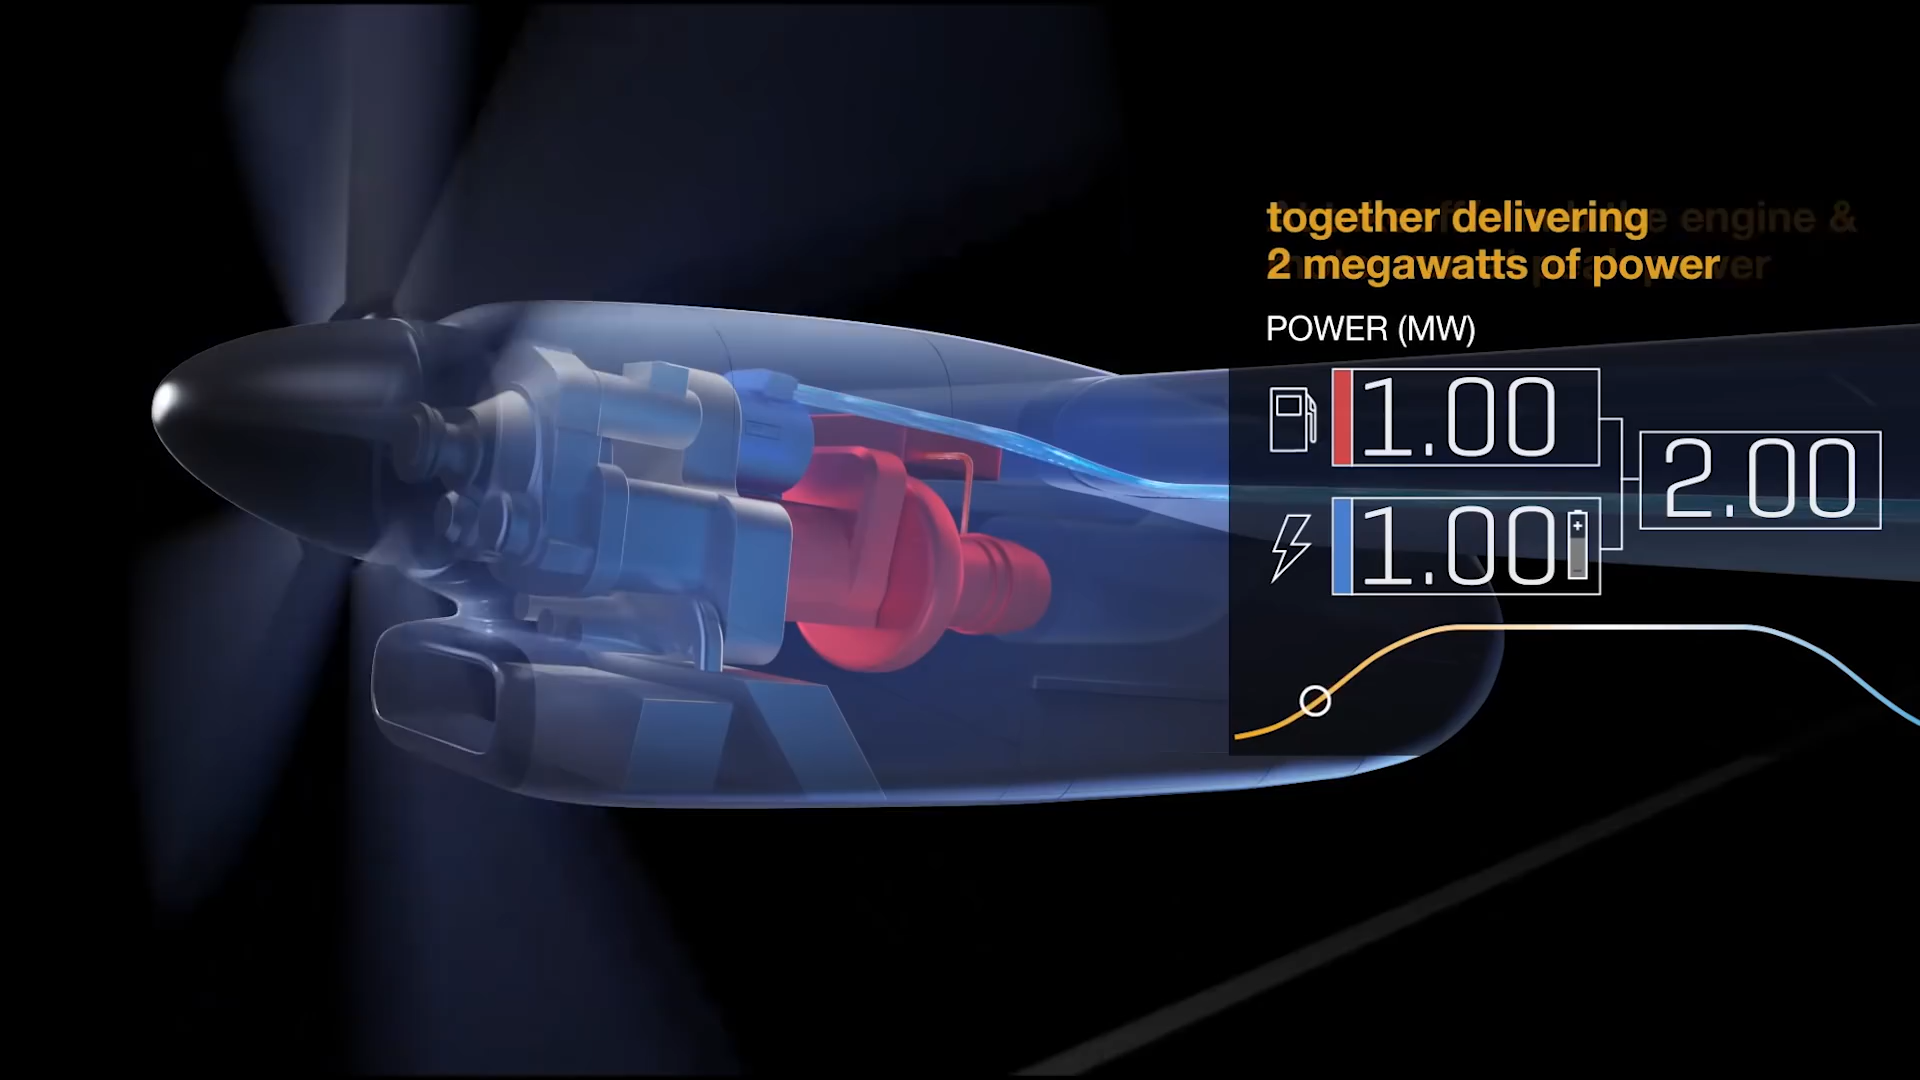 together delivering
2 megawatts of power
POWER (MW)
1.00
2.00
1.00